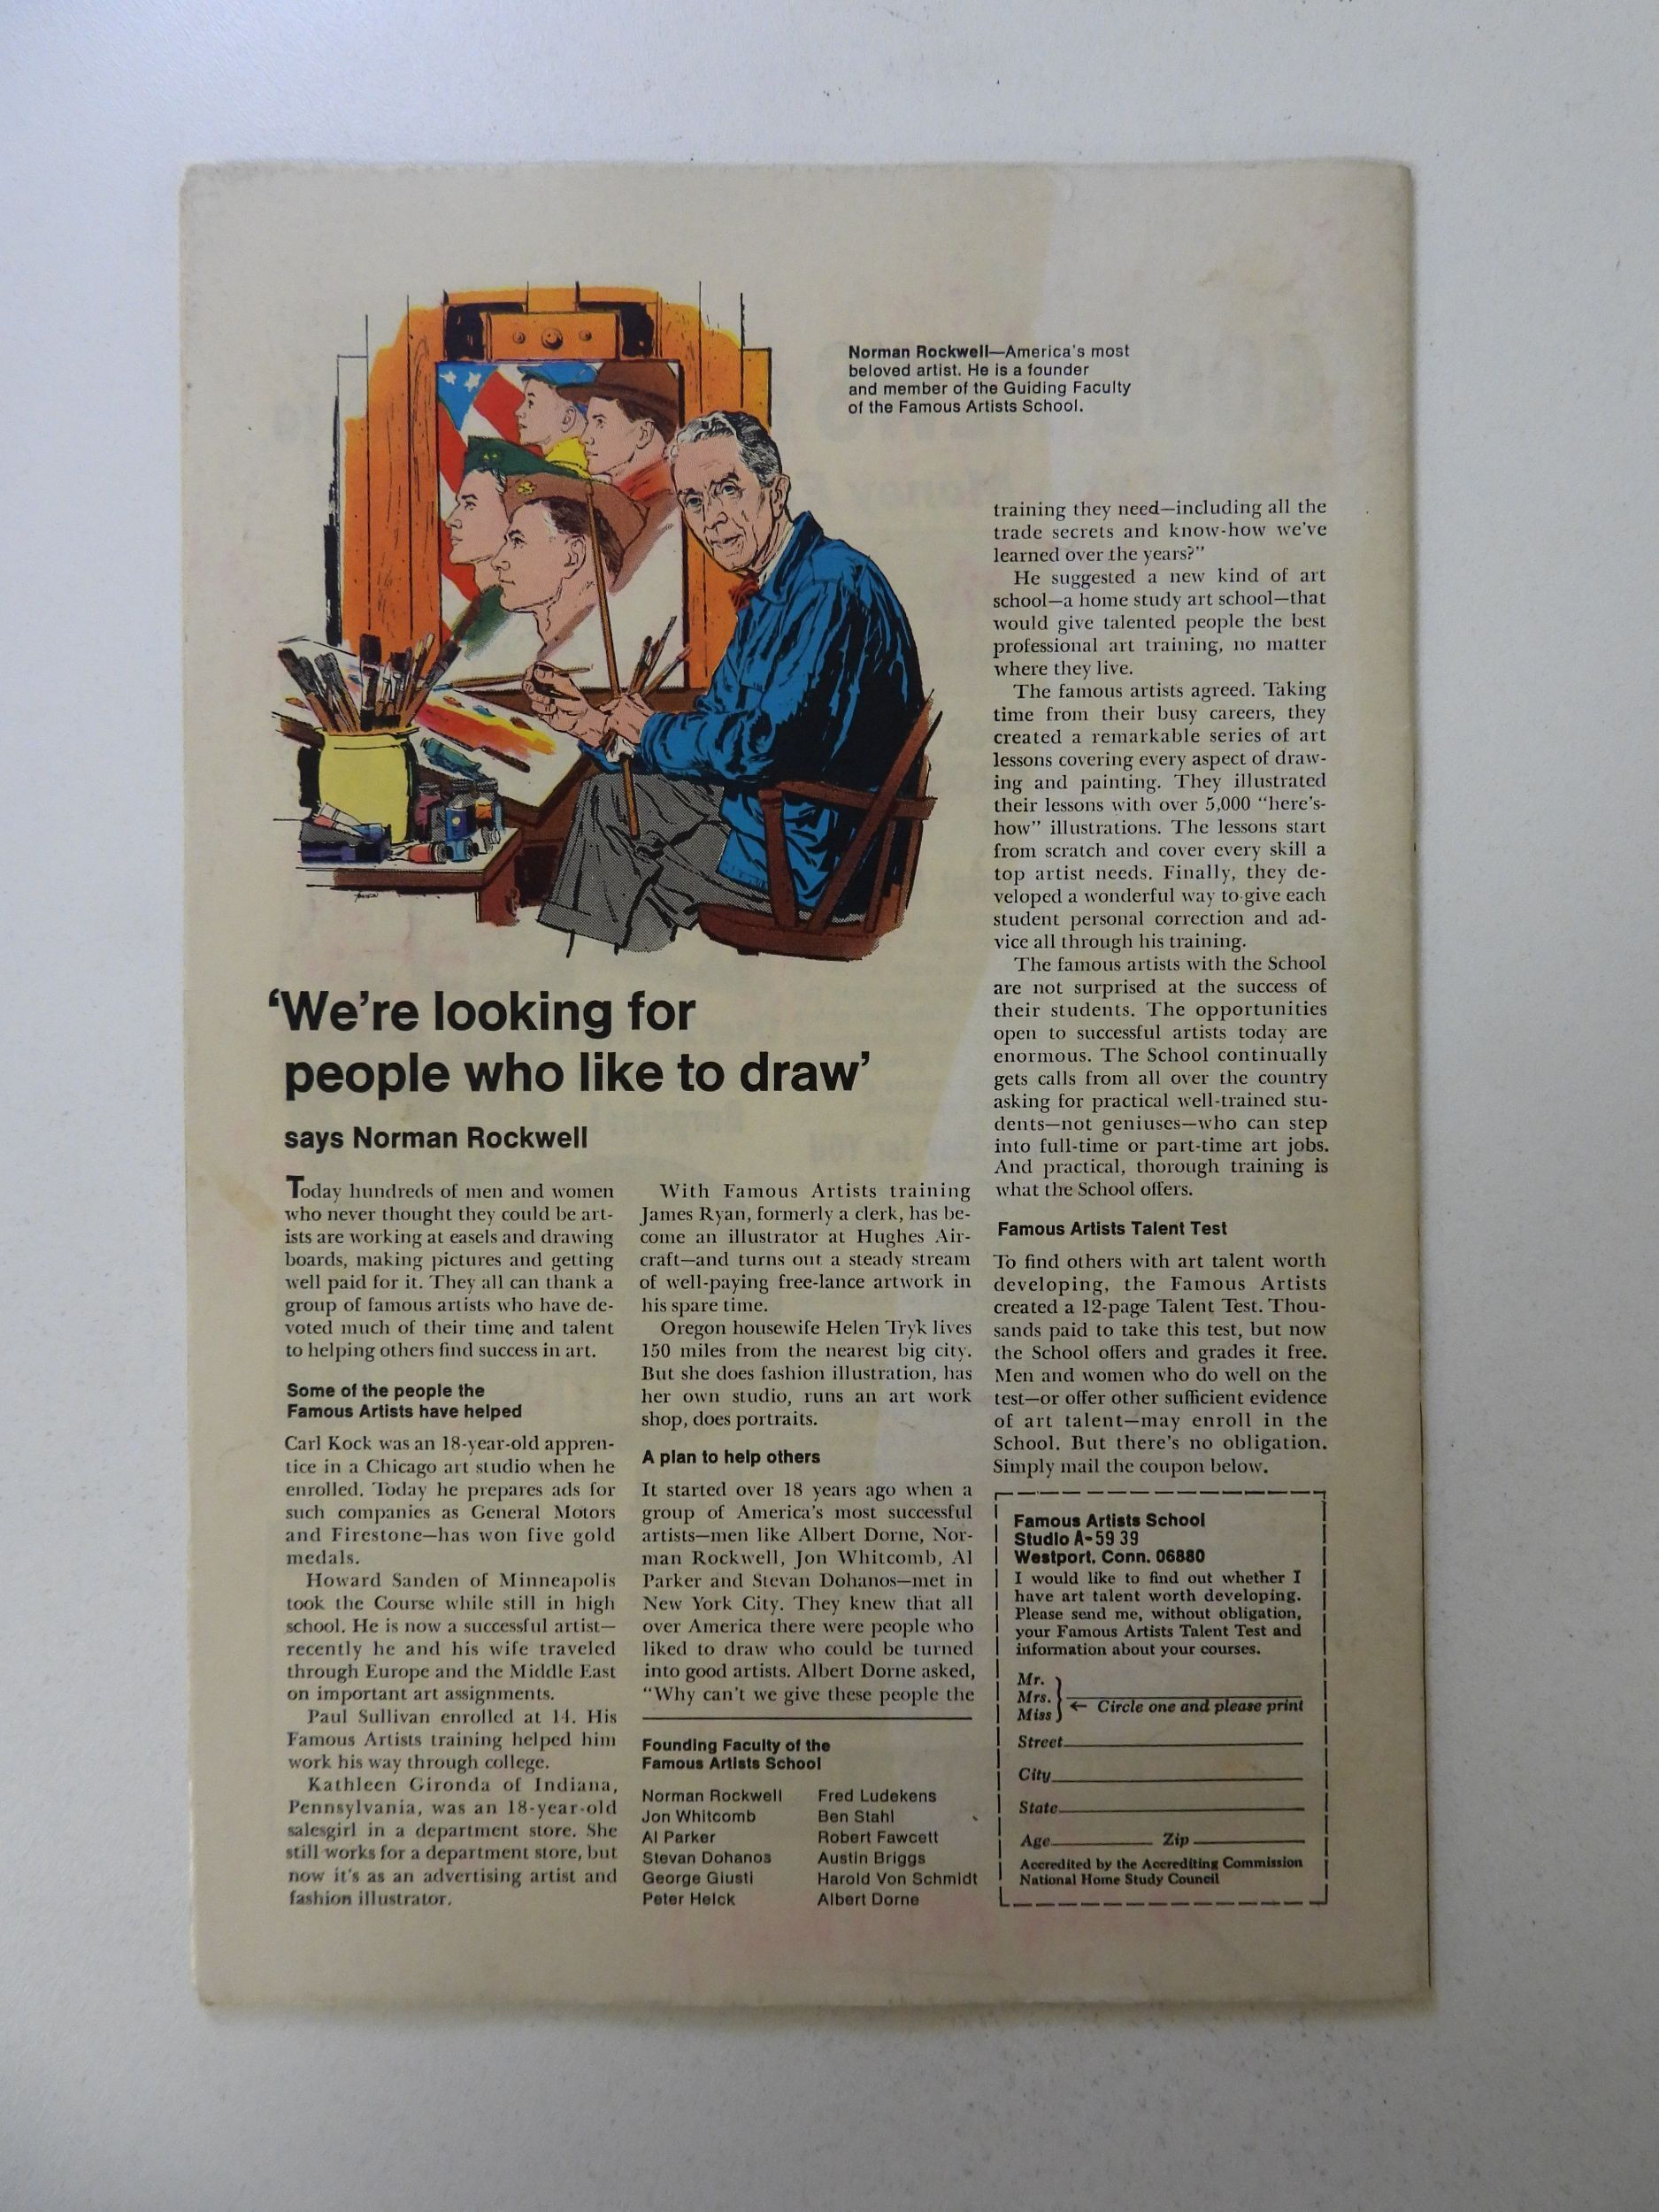 Norman Rockwell—America's most
beloved artist. He is a founder
and member of the Guiding Faculty
of the Famous Artists School.
'We're looking for
people who like to draw'
says Norman Rockwell
Today hundreds of men and women
who never thought they could be art-
ists are working at easels and drawing
boards, making pictures and getting
well paid for it. They all can thank a
group of famous artists who have de-
voted much of their time and talent
to helping others find success in art.
Some of the people the
Famous Artists have helped
Carl Kock was an 18-year-old appren-
tice in a Chicago art studio when he
enrolled. Today he prepares ads for
such companies as General Motors
and Firestone—has won five gold
medals.
Howard Sanden of Minneapolis
took the Course while still in high
school. He is now a successful artist—
recently he and his wife traveled
through Europe and the Middle East
on important art assignments.
Paul Sullivan enrolled at 14. His
Famous Artists training helped him
work his way through college.
Kathleen Gironda of Indiana,
Pennsylvania, was an 18-year-old
salesgirl in a department store. She
still works for a department store, but
now it's as an advertising artist and
fashion illustrator.
With Famous Artists training
James Ryan, formerly a clerk, has be-
come an illustrator at Hughes Air-
craft—and turns out a steady stream
of well-paying free-lance artwork in
his spare time.
Oregon housewife Helen Tryk lives
150 miles from the nearest big city.
But she does fashion illustration, has
her own studio, runs an art work
shop, does portraits.
A plan to help others
It started over 18 years ago when a
group of America's most successful
artists—men like Albert Dorne, Nor-
man Rockwell, Jon Whitcomb, Al
Parker and Stevan Dohanos—met in
New York City. They knew that all
over America there were people who
liked to draw who could be turned
into good artists. Albert Dorne asked,
"Why can't we give these people the
training they need—including all the
trade secrets and know-how we've
learned over the years?"
He suggested a new kind of art
school—a home study art school—that
would give talented people the best
professional art training, no matter
where they live.
The famous artists agreed. Taking
time from their busy careers, they
created a remarkable series of art
lessons covering every aspect of draw-
ing and painting. They illustrated
their lessons with over 5,000 "here's-
how" illustrations. The lessons start
from scratch and cover every skill a
top artist needs. Finally, they de-
veloped a wonderful way to give each
student personal correction and ad-
vice all through his training.
The famous artists with the School
are not surprised at the success of
their students. The opportunities
open to successful artists today are
enormous. The School continually
gets calls from all over the country
asking for practical well-trained stu-
dents—not geniuses—who can step
into full-time or part-time art jobs.
And practical, thorough training is
what the School offers.
Famous Artists Talent Test
To find others with art talent worth
developing, the Famous Artists
created a 12-page Talent Test. Thou-
sands paid to take this test, but now
the School offers and grades it free.
Men and women who do well on the
test—or offer other sufficient evidence
of art talent—may enroll in the
School. But there's no obligation.
Simply mail the coupon below.
Founding Faculty of the
Famous Artists School
Norman Rockwell
Jon Whitcomb
Al Parker
Stevan Dohanos
George Giusti
Peter Helck
Fred Ludekens
Ben Stahl
Robert Fawcett
Austin Briggs
Harold Von Schmidt
Albert Dorne
Famous Artists School
Studio A-5939
Westport, Conn. 06880
I would like to find out whether I
have art talent worth developing.
Please send me, without obligation,
your Famous Artists Talent Test and
information about your courses.
Mr.
Mrs.
Miss
← Circle one and please print
Street
City
State
Age Zip
Accredited by the Accrediting Commission
National Home Study Council